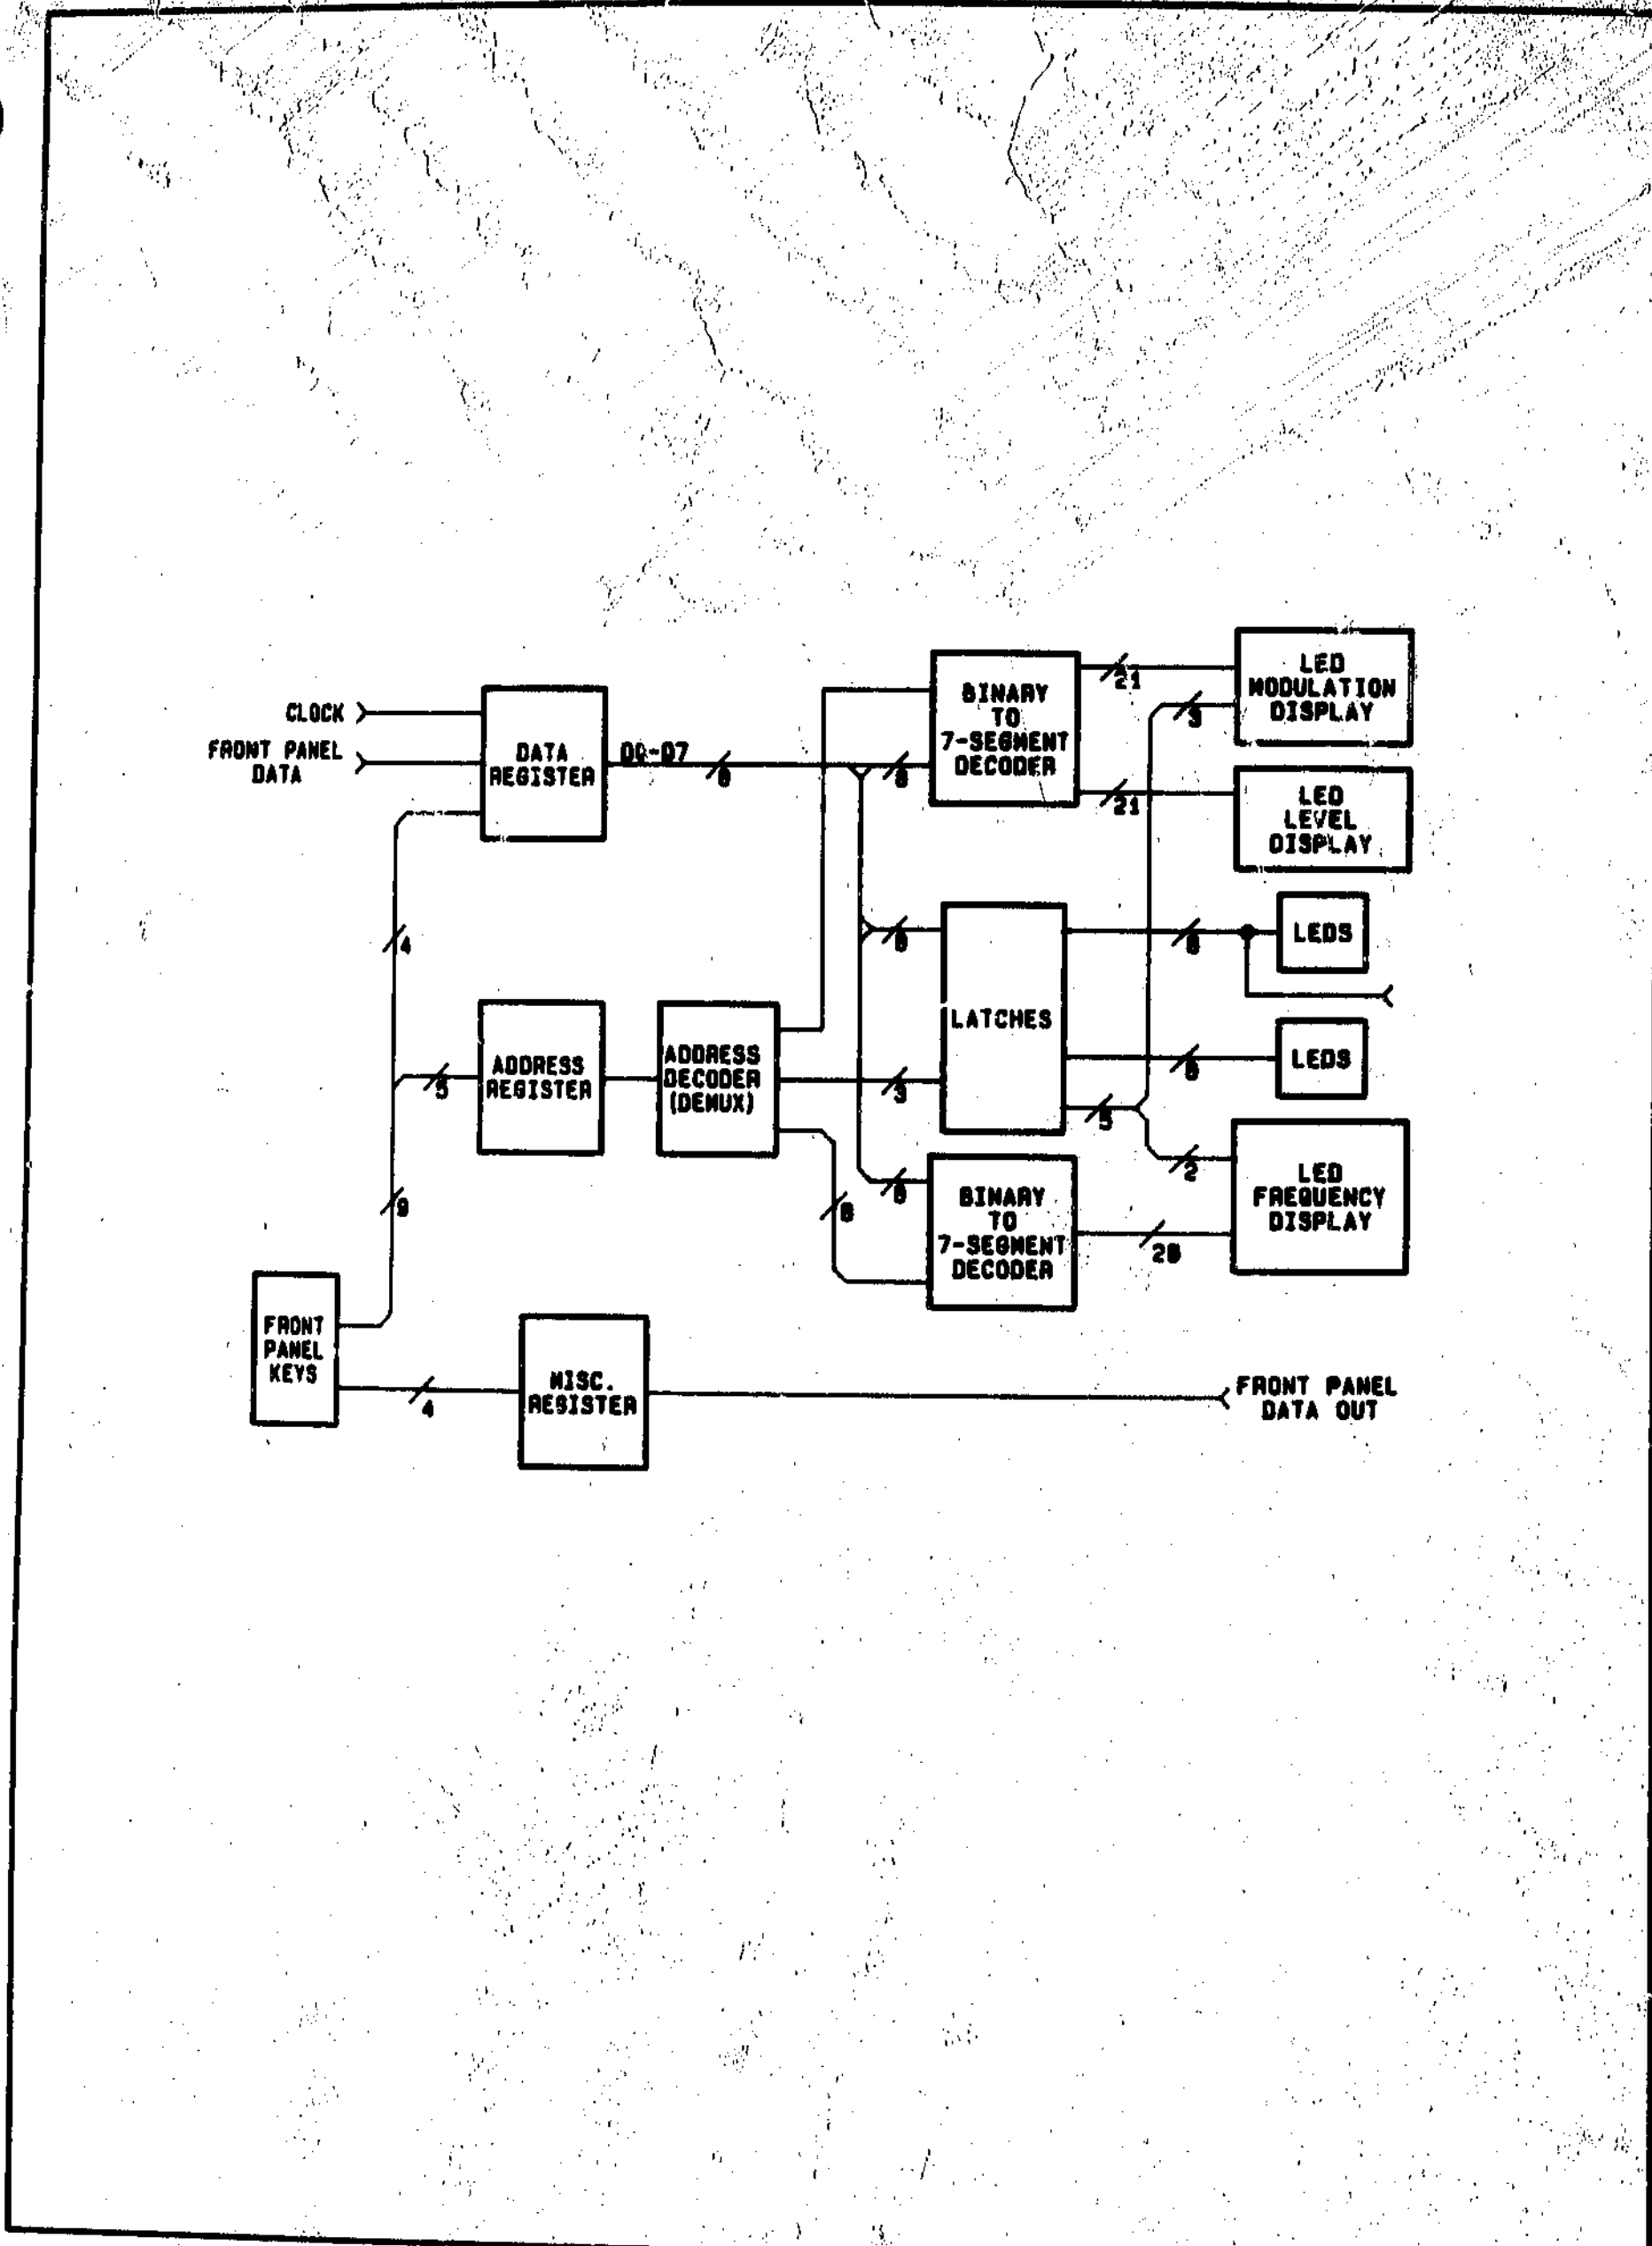 CLOCK
FRONT PANEL
DATA
DATA
REGISTER
D0-D7
8
8
BINARY
TO
7-SEGMENT
DECODER
21
21
3
LED
MODULATION
DISPLAY
LED
LEVEL
DISPLAY
4
8
LATCHES
8
LEDS
LEDS
5
ADDRESS
REGISTER
ADDRESS
DECODER
(DEMUX)
3
5
2
9
8
BINARY
TO
7-SEGMENT
DECODER
LED
FREQUENCY
DISPLAY
FRONT
PANEL
KEYS
4
MISC.
REGISTER
FRONT PANEL
DATA OUT